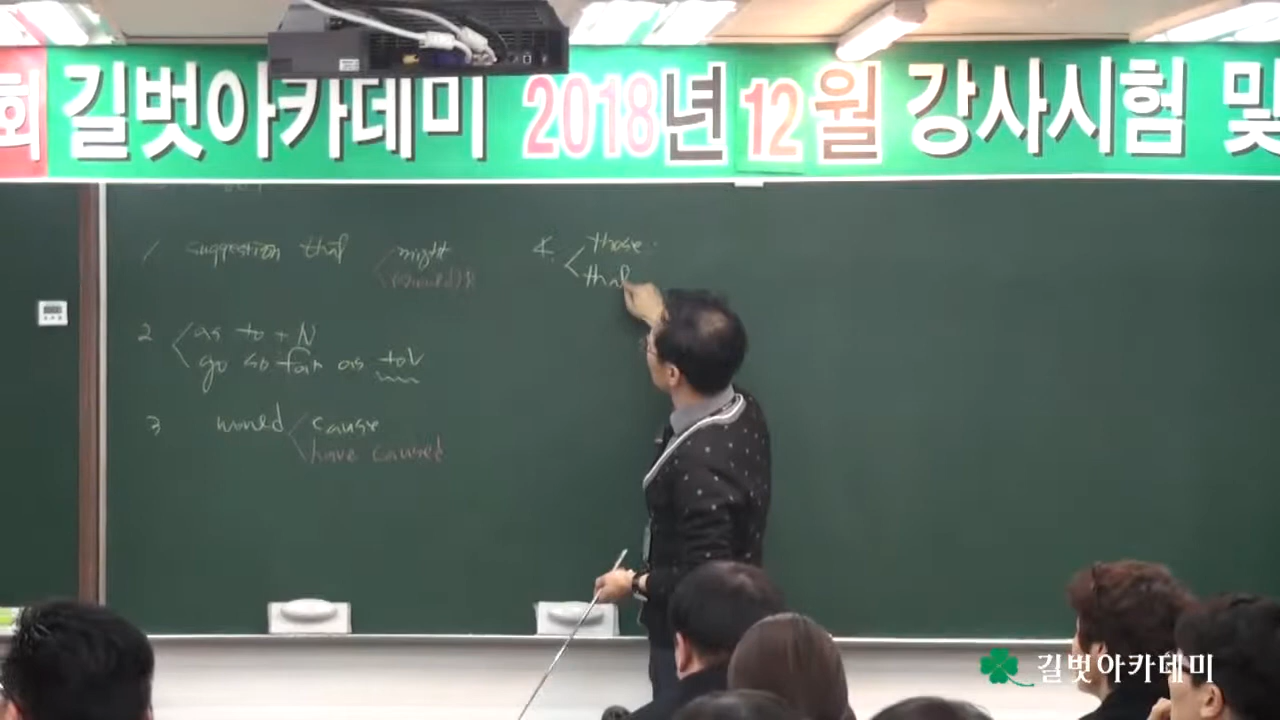 회 길벗아카데미 2018년 12월 강사시험 및
1 suggestion that might
2 as to + N
go so far as to V
3 would cause
have caused
4. those
that
길벗아카데미